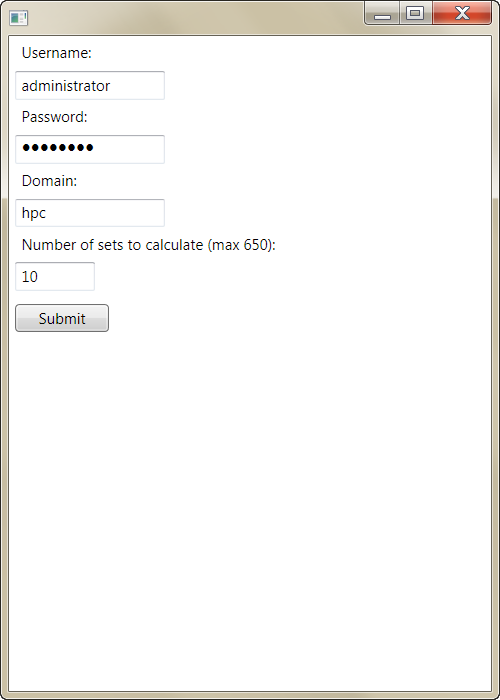 Username:
administrator
Password:
●●●●●●●●
Domain:
hpc
Number of sets to calculate (max 650):
10
Submit